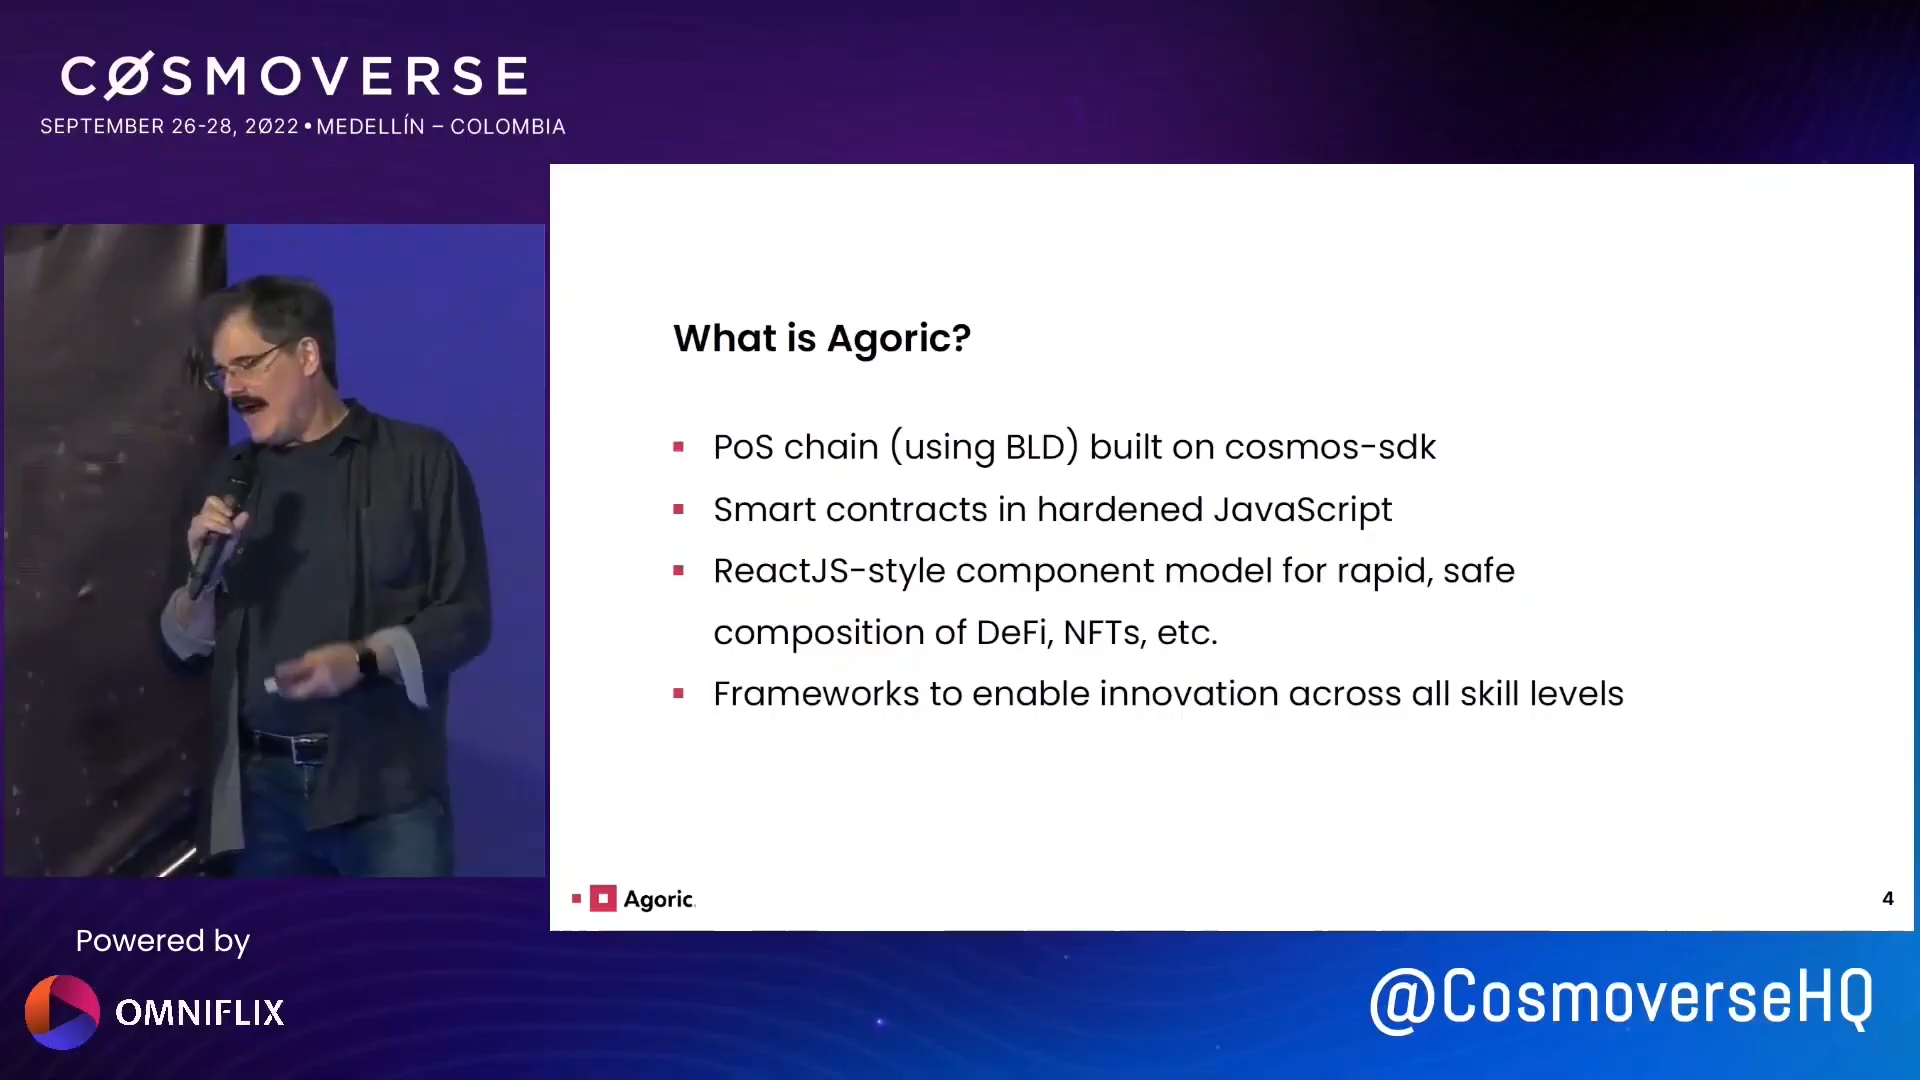 CØSMOVERSE
SEPTEMBER 26-28, 2Ø22 • MEDELLÍN – COLOMBIA
What is Agoric?
▪ PoS chain (using BLD) built on cosmos-sdk
▪ Smart contracts in hardened JavaScript
▪ ReactJS-style component model for rapid, safe
composition of DeFi, NFTs, etc.
▪ Frameworks to enable innovation across all skill levels
Agoric
4
Powered by
OMNIFLIX
@CosmoverseHQ